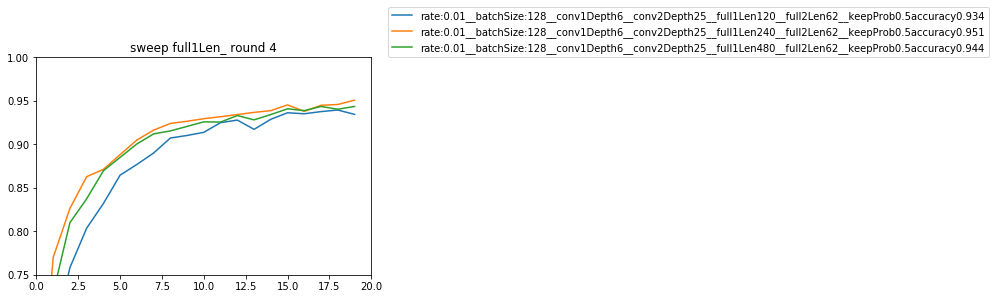 rate:0.01__batchSize:128__conv1Depth6__conv2Depth25__full1Len120__full2Len62__keepProb0.5accuracy0.934
rate:0.01__batchSize:128__conv1Depth6__conv2Depth25__full1Len240__full2Len62__keepProb0.5accuracy0.951
rate:0.01__batchSize:128__conv1Depth6__conv2Depth25__full1Len480__full2Len62__keepProb0.5accuracy0.944
sweep full1Len_ round 4
1.00
0.95
0.90
0.85
0.80
0.75
0.0 2.5 5.0 7.5 10.0 12.5 15.0 17.5 20.0